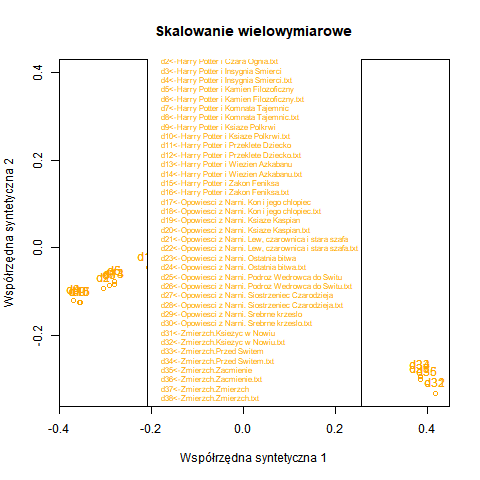 Skalowanie wielowymiarowe
Współrzędna syntetyczna 2
0.4
0.2
0.0
-0.2
d2<-Harry Potter i Czara Ognia.txt
d3<-Harry Potter i Insygnia Smierci
d4<-Harry Potter i Insygnia Smierci.txt
d5<-Harry Potter i Kamien Filozoficzny
d6<-Harry Potter i Kamien Filozoficzny.txt
d7<-Harry Potter i Komnata Tajemnic
d8<-Harry Potter i Komnata Tajemnic.txt
d9<-Harry Potter i Ksiaze Polkrwi
d10<-Harry Potter i Ksiaze Polkrwi.txt
d11<-Harry Potter i Przeklete Dziecko
d12<-Harry Potter i Przeklete Dziecko.txt
d13<-Harry Potter i Wiezien Azkabanu
d14<-Harry Potter i Wiezien Azkabanu.txt
d15<-Harry Potter i Zakon Feniksa
d16<-Harry Potter i Zakon Feniksa.txt
d17<-Opowiesci z Narni. Kon i jego chlopiec
d18<-Opowiesci z Narni. Kon i jego chlopiec.txt
d19<-Opowiesci z Narni. Ksiaze Kaspian
d20<-Opowiesci z Narni. Ksiaze Kaspian.txt
d21<-Opowiesci z Narni. Lew, czarownica i stara szafa
d22<-Opowiesci z Narni. Lew, czarownica i stara szafa.txt
d23<-Opowiesci z Narni. Ostatnia bitwa
d24<-Opowiesci z Narni. Ostatnia bitwa.txt
d25<-Opowiesci z Narni. Podroz Wedrowca do Switu
d26<-Opowiesci z Narni. Podroz Wedrowca do Switu.txt
d27<-Opowiesci z Narni. Siostrzeniec Czarodzieja
d28<-Opowiesci z Narni. Siostrzeniec Czarodzieja.txt
d29<-Opowiesci z Narni. Srebrne krzeslo
d30<-Opowiesci z Narni. Srebrne krzeslo.txt
d31<-Zmierzch.Ksiezyc w Nowiu
d32<-Zmierzch.Ksiezyc w Nowiu.txt
d33<-Zmierzch.Przed Switem
d34<-Zmierzch.Przed Switem.txt
d35<-Zmierzch.Zacmienie
d36<-Zmierzch.Zacmienie.txt
d37<-Zmierzch.Zmierzch
d38<-Zmierzch.Zmierzch.txt
-0.4
-0.2
0.0
0.2
0.4
Współrzędna syntetyczna 1